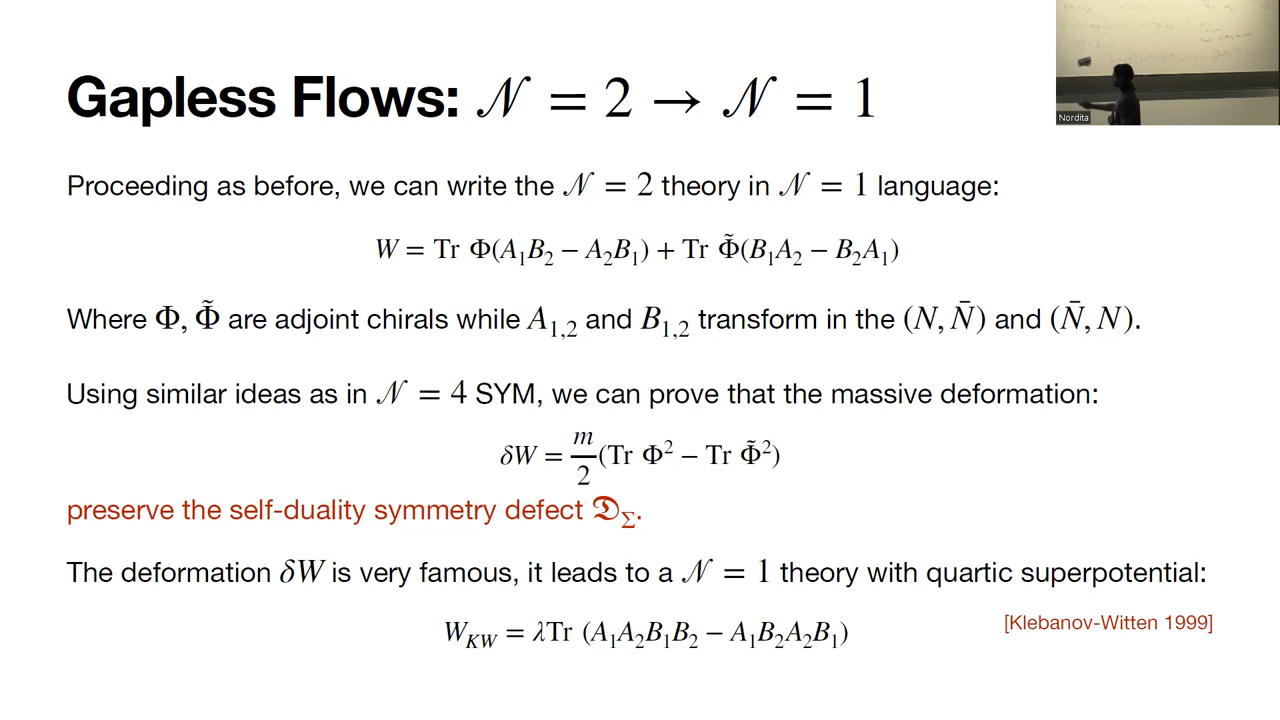 Gapless Flows: 𝒩 = 2 → 𝒩 = 1
Nordita
Proceeding as before, we can write the 𝒩 = 2 theory in 𝒩 = 1 language:
W = Tr Φ(A₁B₂ − A₂B₁) + Tr Φ̃(B₁A₂ − B₂A₁)
Where Φ, Φ̃ are adjoint chirals while A₁,₂ and B₁,₂ transform in the (N, N̄) and (N̄, N).
Using similar ideas as in 𝒩 = 4 SYM, we can prove that the massive deformation:
δW = m/2 (Tr Φ² − Tr Φ̃²)
preserve the self-duality symmetry defect 𝕯_Σ.
The deformation δW is very famous, it leads to a 𝒩 = 1 theory with quartic superpotential:
[Klebanov-Witten 1999]
W_KW = λTr (A₁A₂B₁B₂ − A₁B₂A₂B₁)